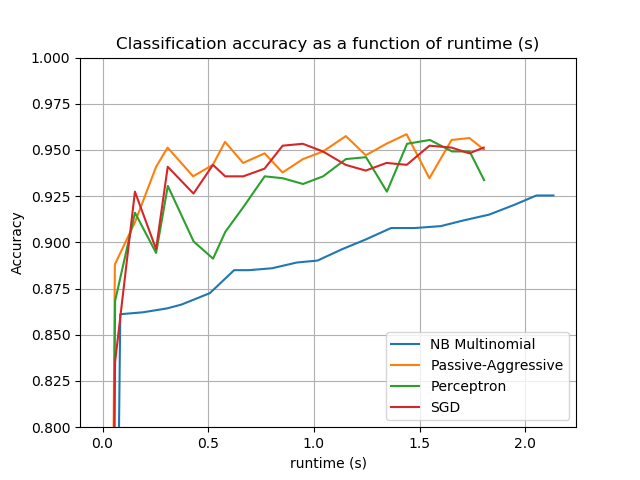 Classification accuracy as a function of runtime (s)
1.000
0.975
0.950
0.925
0.900
0.875
0.850
0.825
0.800
Accuracy
NB Multinomial
Passive-Aggressive
Perceptron
SGD
0.0 0.5 1.0 1.5 2.0
runtime (s)